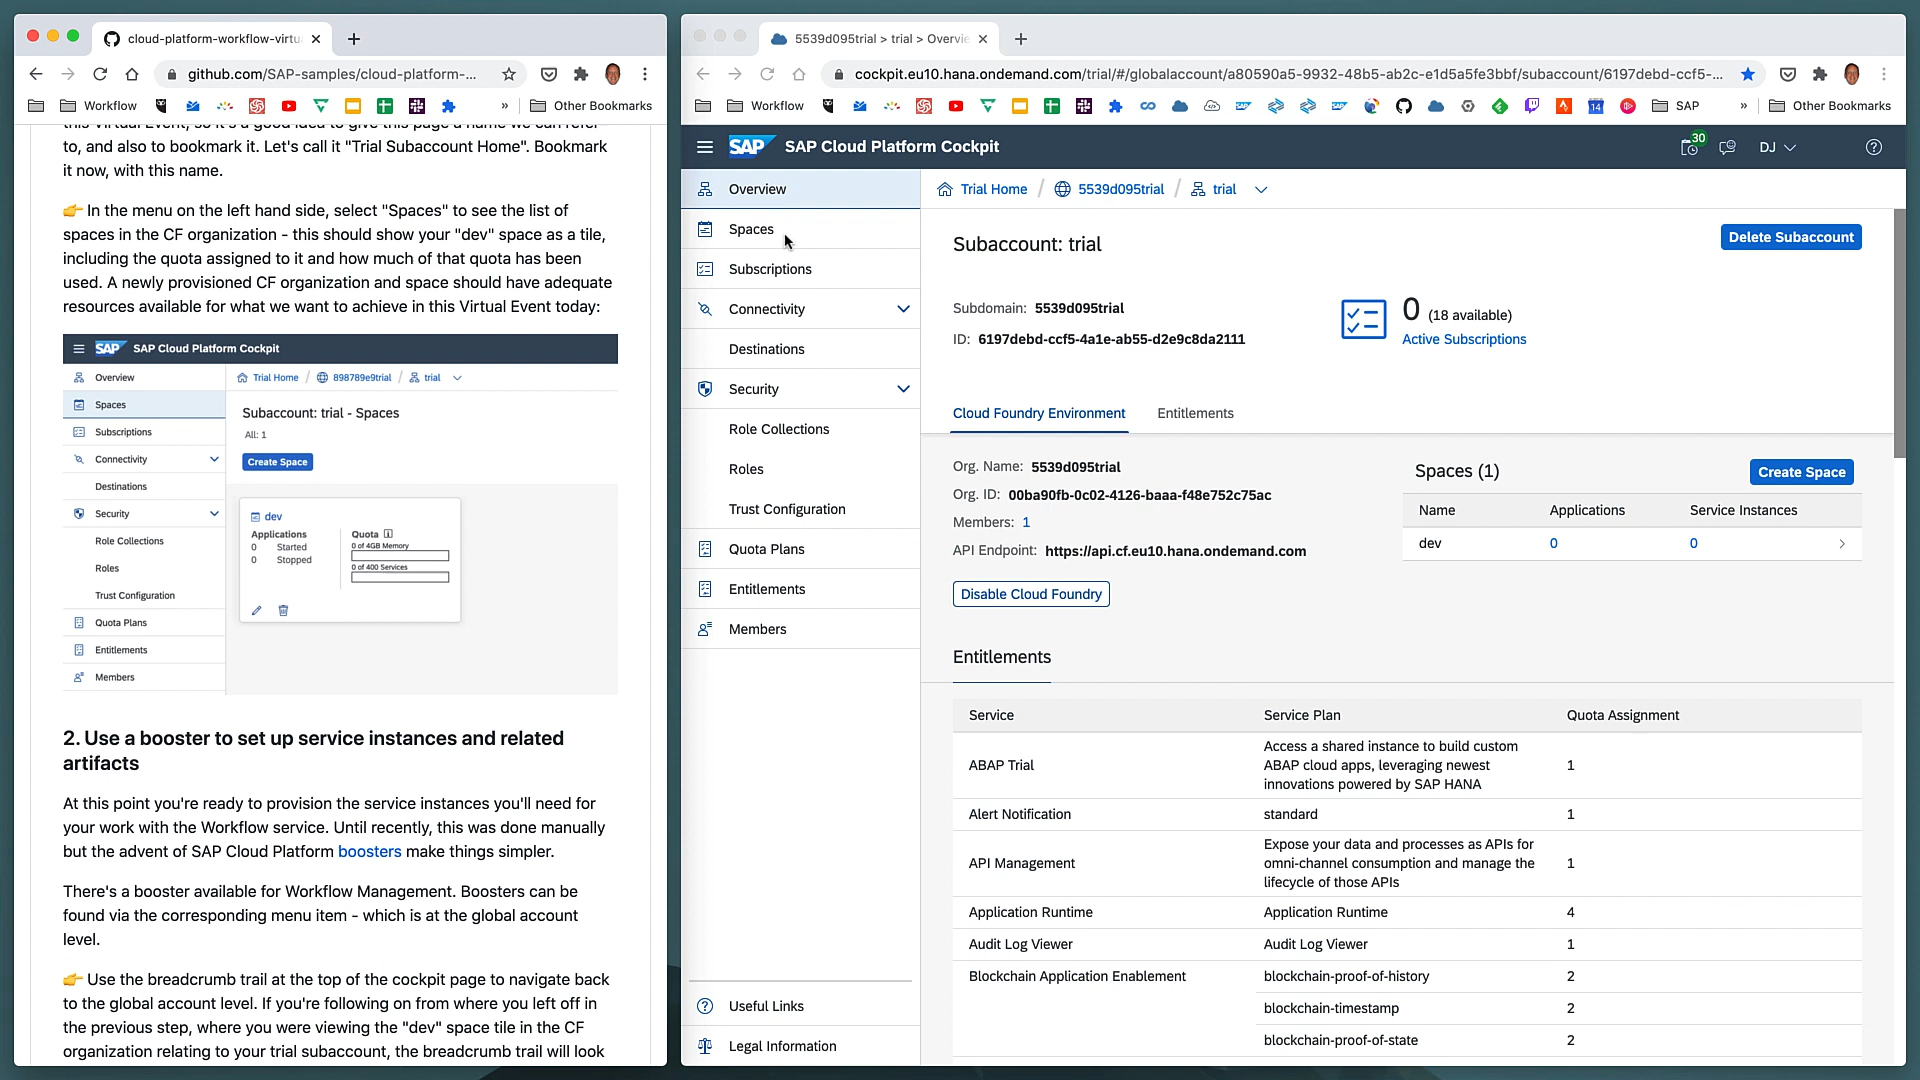 cloud-platform-workflow-virtu
github.com/SAP-samples/cloud-platform-...
Workflow
»
Other Bookmarks
this Virtual Event, so it's a good idea to give this page a name we can refer
to, and also to bookmark it. Let's call it "Trial Subaccount Home". Bookmark
it now, with this name.
👉 In the menu on the left hand side, select "Spaces" to see the list of
spaces in the CF organization - this should show your "dev" space as a tile,
including the quota assigned to it and how much of that quota has been
used. A newly provisioned CF organization and space should have adequate
resources available for what we want to achieve in this Virtual Event today:
SAP SAP Cloud Platform Cockpit
Overview
Spaces
Subscriptions
Connectivity
Destinations
Security
Role Collections
Roles
Trust Configuration
Quota Plans
Entitlements
Members
Trial Home / 898789e9trial / trial
Subaccount: trial - Spaces
All: 1
Create Space
dev
Applications
0 Started
0 Stopped
Quota
0 of 4GB Memory
0 of 400 Services
2. Use a booster to set up service instances and related
artifacts
At this point you're ready to provision the service instances you'll need for
your work with the Workflow service. Until recently, this was done manually
but the advent of SAP Cloud Platform boosters make things simpler.
There's a booster available for Workflow Management. Boosters can be
found via the corresponding menu item - which is at the global account
level.
👉 Use the breadcrumb trail at the top of the cockpit page to navigate back
to the global account level. If you're following on from where you left off in
the previous step, where you were viewing the "dev" space tile in the CF
organization relating to your trial subaccount, the breadcrumb trail will look
5539d095trial > trial > Overvie
cockpit.eu10.hana.ondemand.com/trial/#/globalaccount/a80590a5-9932-48b5-ab2c-e1d5a5fe3bbf/subaccount/6197debd-ccf5-...
Workflow
14
SAP
»
Other Bookmarks
SAP SAP Cloud Platform Cockpit
30
DJ
Overview
Spaces
Subscriptions
Connectivity
Destinations
Security
Role Collections
Roles
Trust Configuration
Quota Plans
Entitlements
Members
Useful Links
Legal Information
Trial Home / 5539d095trial / trial
Subaccount: trial
Delete Subaccount
Subdomain: 5539d095trial
ID: 6197debd-ccf5-4a1e-ab55-d2e9c8da2111
0 (18 available)
Active Subscriptions
Cloud Foundry Environment Entitlements
Org. Name: 5539d095trial
Org. ID: 00ba90fb-0c02-4126-baaa-f48e752c75ac
Members: 1
API Endpoint: https://api.cf.eu10.hana.ondemand.com
Disable Cloud Foundry
Spaces (1)
Create Space
Name Applications Service Instances
dev 0 0
Entitlements
Service Service Plan Quota Assignment
Access a shared instance to build custom
ABAP Trial ABAP cloud apps, leveraging newest 1
innovations powered by SAP HANA
Alert Notification standard 1
Expose your data and processes as APIs for
API Management omni-channel consumption and manage the 1
lifecycle of those APIs
Application Runtime Application Runtime 4
Audit Log Viewer Audit Log Viewer 1
Blockchain Application Enablement blockchain-proof-of-history 2
blockchain-timestamp 2
blockchain-proof-of-state 2